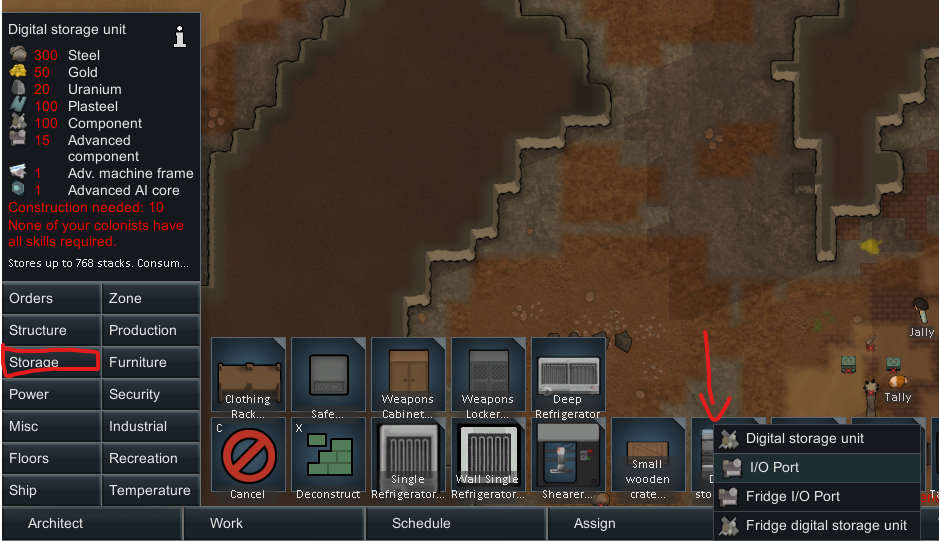 Digital storage unit
300 Steel
50 Gold
20 Uranium
100 Plasteel
100 Component
15 Advanced
component
1 Adv. machine frame
1 Advanced AI core
Construction needed: 10
None of your colonists have
all skills required.
Stores up to 768 stacks. Consum...
Orders Zone
Structure Production
Storage Furniture
Power Security
Misc Industrial
Floors Recreation
Ship Temperature
Jally
Tally
Clothing
Rack...
Safe...
Weapons
Cabinet...
Weapons
Locker...
Deep
Refrigerator
C
Cancel
X
Deconstruct
Single
Refrigerator...
Wall Single
Refrigerator...
Shearer...
Small
wooden
crate...
Digital storage unit
I/O Port
Fridge I/O Port
Fridge digital storage unit
Architect Work Schedule Assign